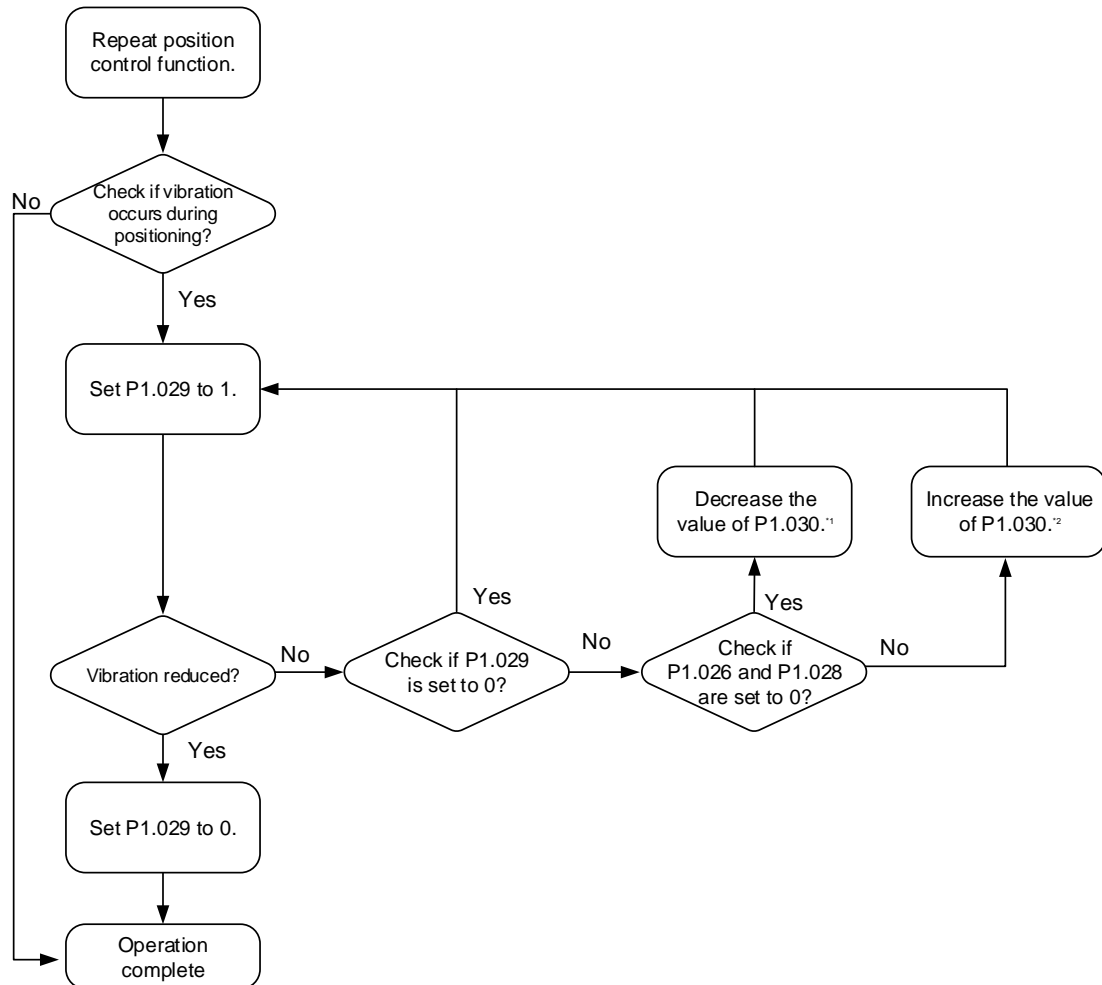 Repeat position
control function.
Check if vibration
occurs during
positioning?
No
Yes
Set P1.029 to 1.
Decrease the
value of P1.030.*1
Increase the value
of P1.030.*2
Vibration reduced?
No
Check if P1.029
is set to 0?
Yes
No
Check if
P1.026 and P1.028
are set to 0?
Yes
No
Yes
Set P1.029 to 0.
Operation
complete